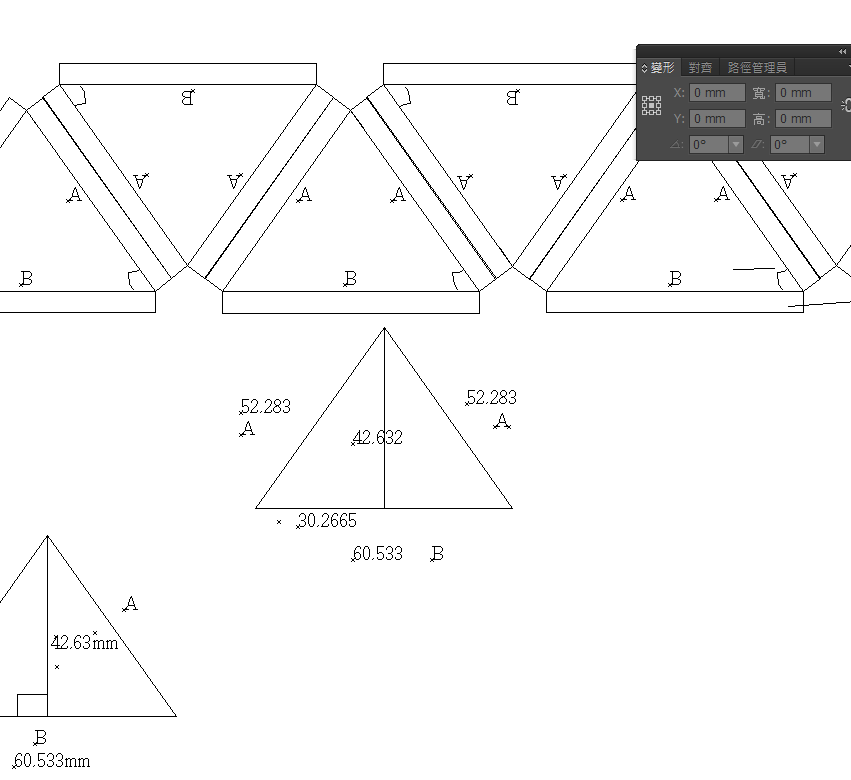 變形 對齊 路徑管理員
X: 0 mm 寬: 0 mm
Y: 0 mm 高: 0 mm
0° 0°
B B
A A A A
A A A A A
B B B
52.283 52.283
A A
42.632
30.2665
60.533 B
A
42.63mm
B
60.533mm